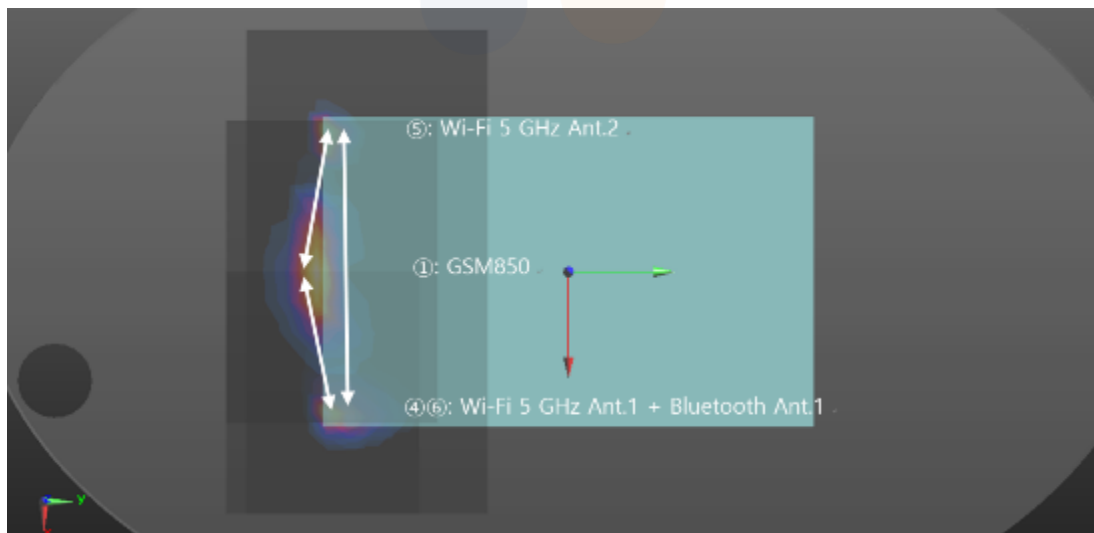 ⑤: Wi-Fi 5 GHz Ant.2
①: GSM850
④⑥: Wi-Fi 5 GHz Ant.1 + Bluetooth Ant.1
y